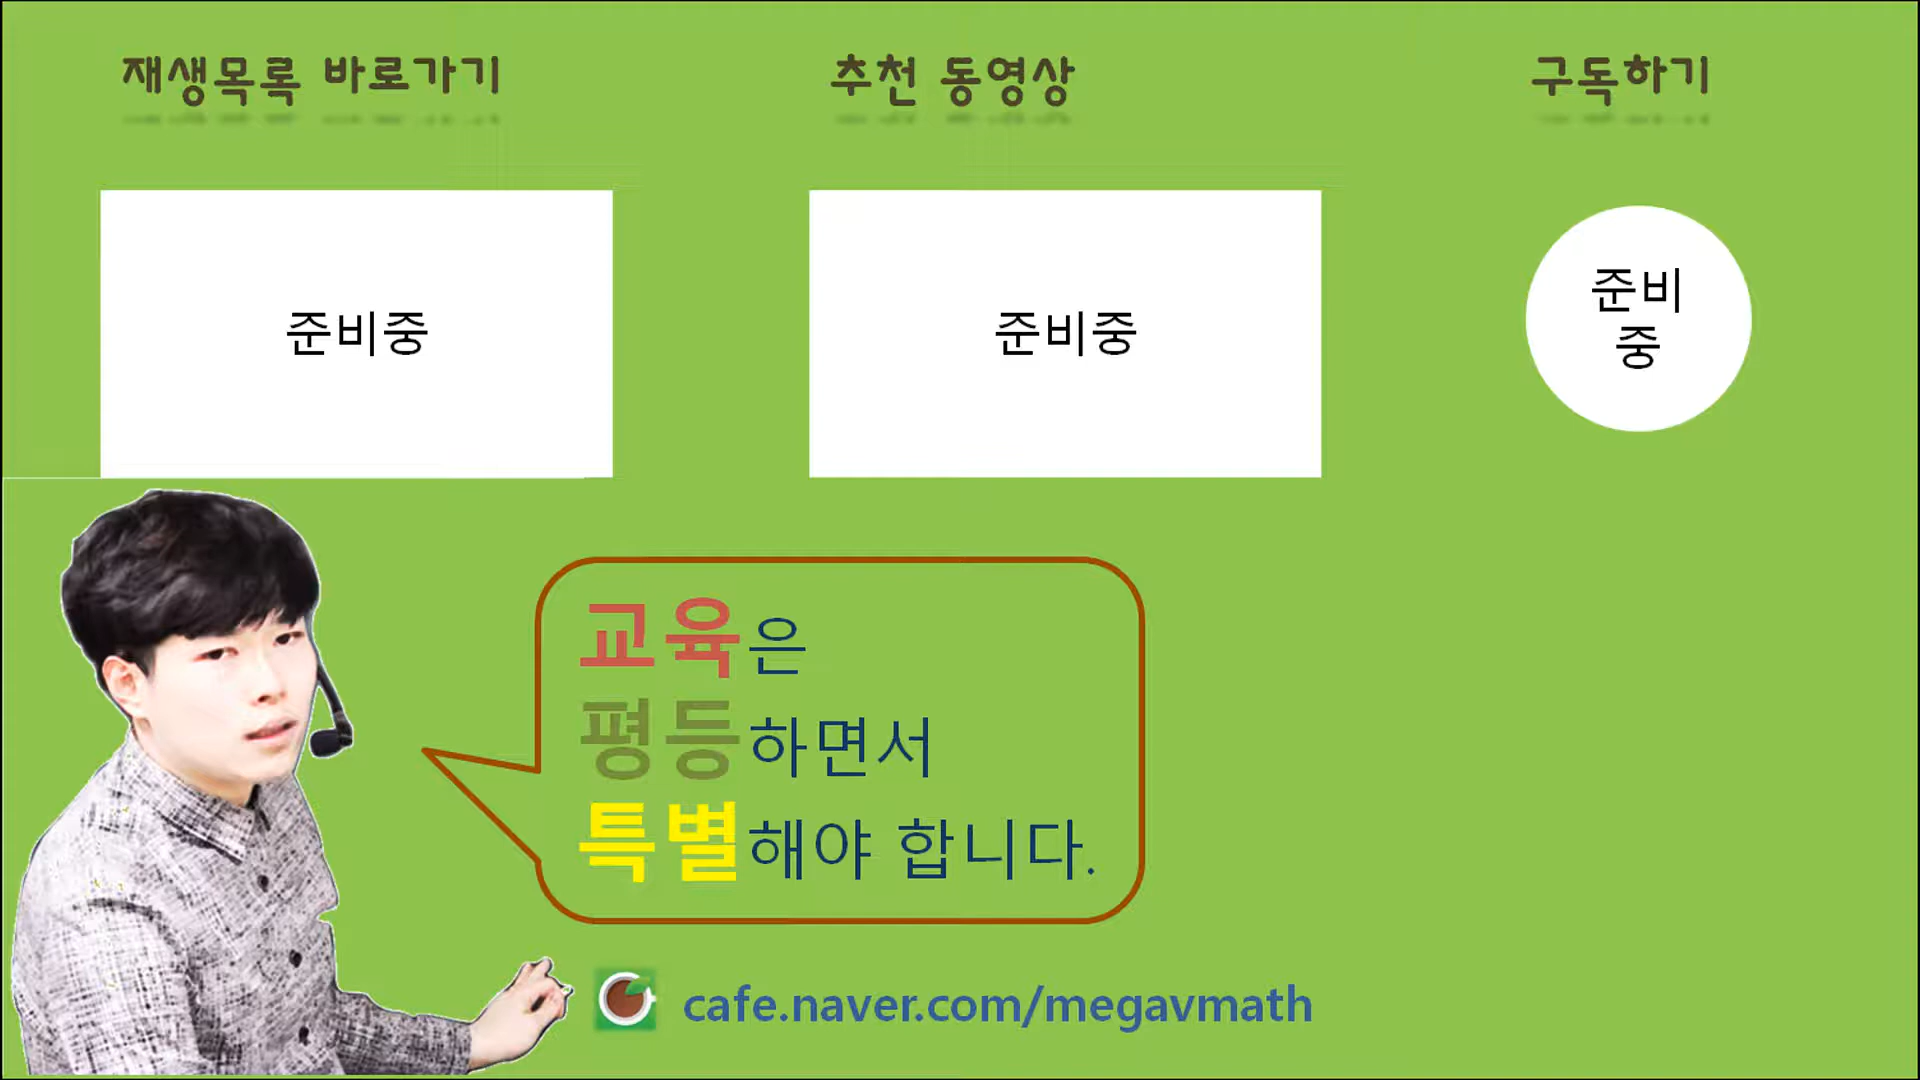 재생목록 바로가기
추천 동영상
구독하기
준비중
준비중
준비
중
교육은
평등하면서
특별해야 합니다.
cafe.naver.com/megavmath